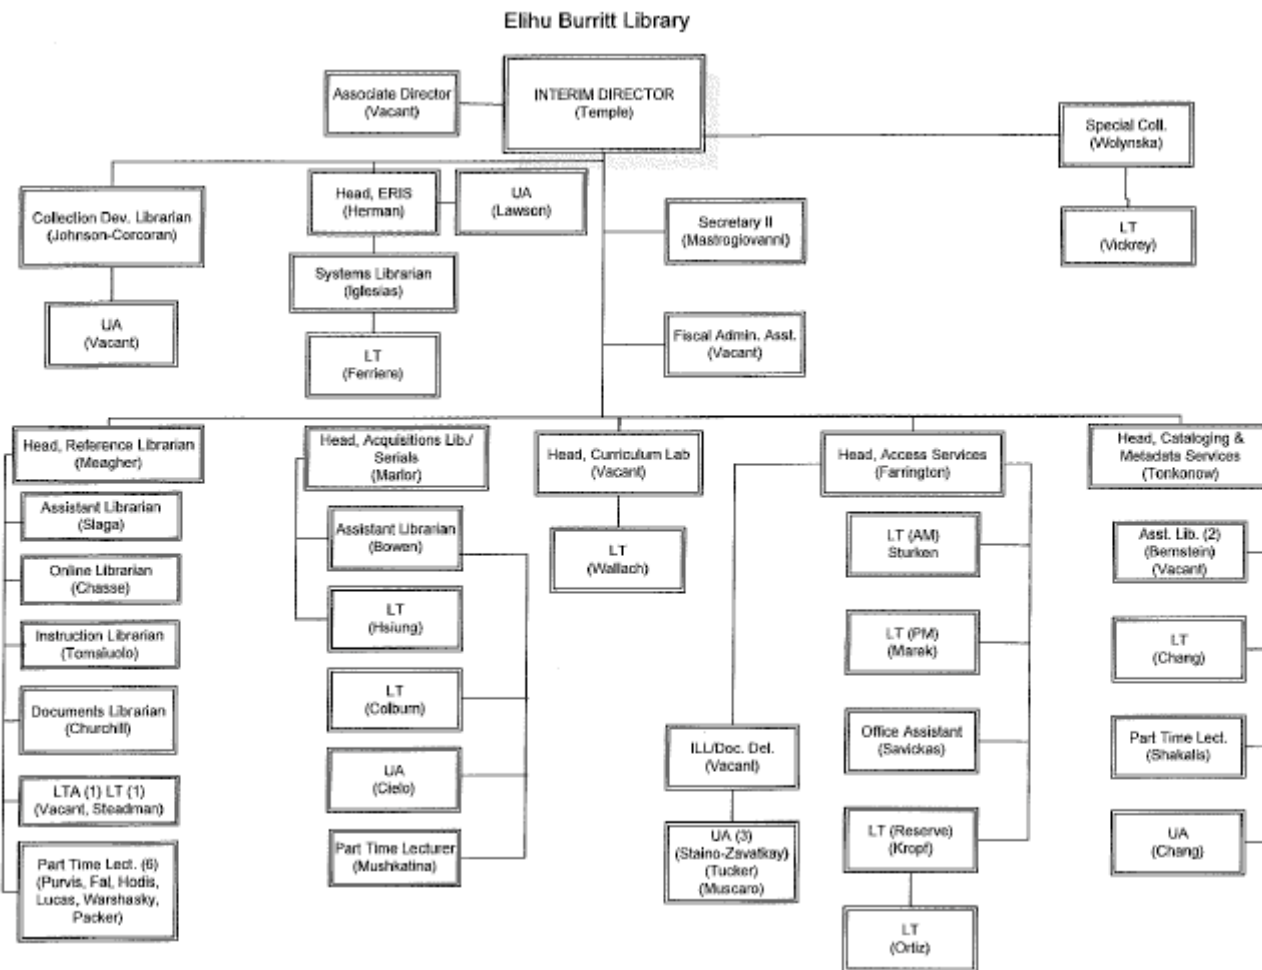 Elihu Burritt Library
Associate Director
(Vacant)
INTERIM DIRECTOR
(Temple)
Special Coll.
(Wolynska)
LT
(Vickrey)
Collection Dev. Librarian
(Johnson-Corcoran)
UA
(Vacant)
Head, ERIS
(Herman)
UA
(Lawson)
Systems Librarian
(Iglesias)
LT
(Ferriere)
Secretary II
(Mastrogiovanni)
Fiscal Admin. Asst.
(Vacant)
Head, Reference Librarian
(Meagher)
Assistant Librarian
(Slaga)
Online Librarian
(Chasse)
Instruction Librarian
(Tomaiuolo)
Documents Librarian
(Churchill)
LTA (1) LT (1)
(Vacant, Steadman)
Part Time Lect. (6)
(Purvis, Fal, Hodis,
Lucas, Warshasky,
Packer)
Head, Acquisitions Lib./
Serials
(Marlor)
Assistant Librarian
(Bowen)
LT
(Hsiung)
LT
(Colburn)
UA
(Cielo)
Part Time Lecturer
(Mushkatina)
Head, Curriculum Lab
(Vacant)
LT
(Wallach)
Head, Access Services
(Farrington)
LT (AM)
Sturken
LT (PM)
(Marek)
Office Assistant
(Savickas)
LT (Reserve)
(Kropf)
LT
(Ortiz)
ILL/Doc. Del.
(Vacant)
UA (3)
(Staino-Zavatkay)
(Tucker)
(Muscaro)
Head, Cataloging &
Metadata Services
(Tonkonow)
Asst. Lib. (2)
(Bernstein)
(Vacant)
LT
(Chang)
Part Time Lect.
(Shakalis)
UA
(Chang)